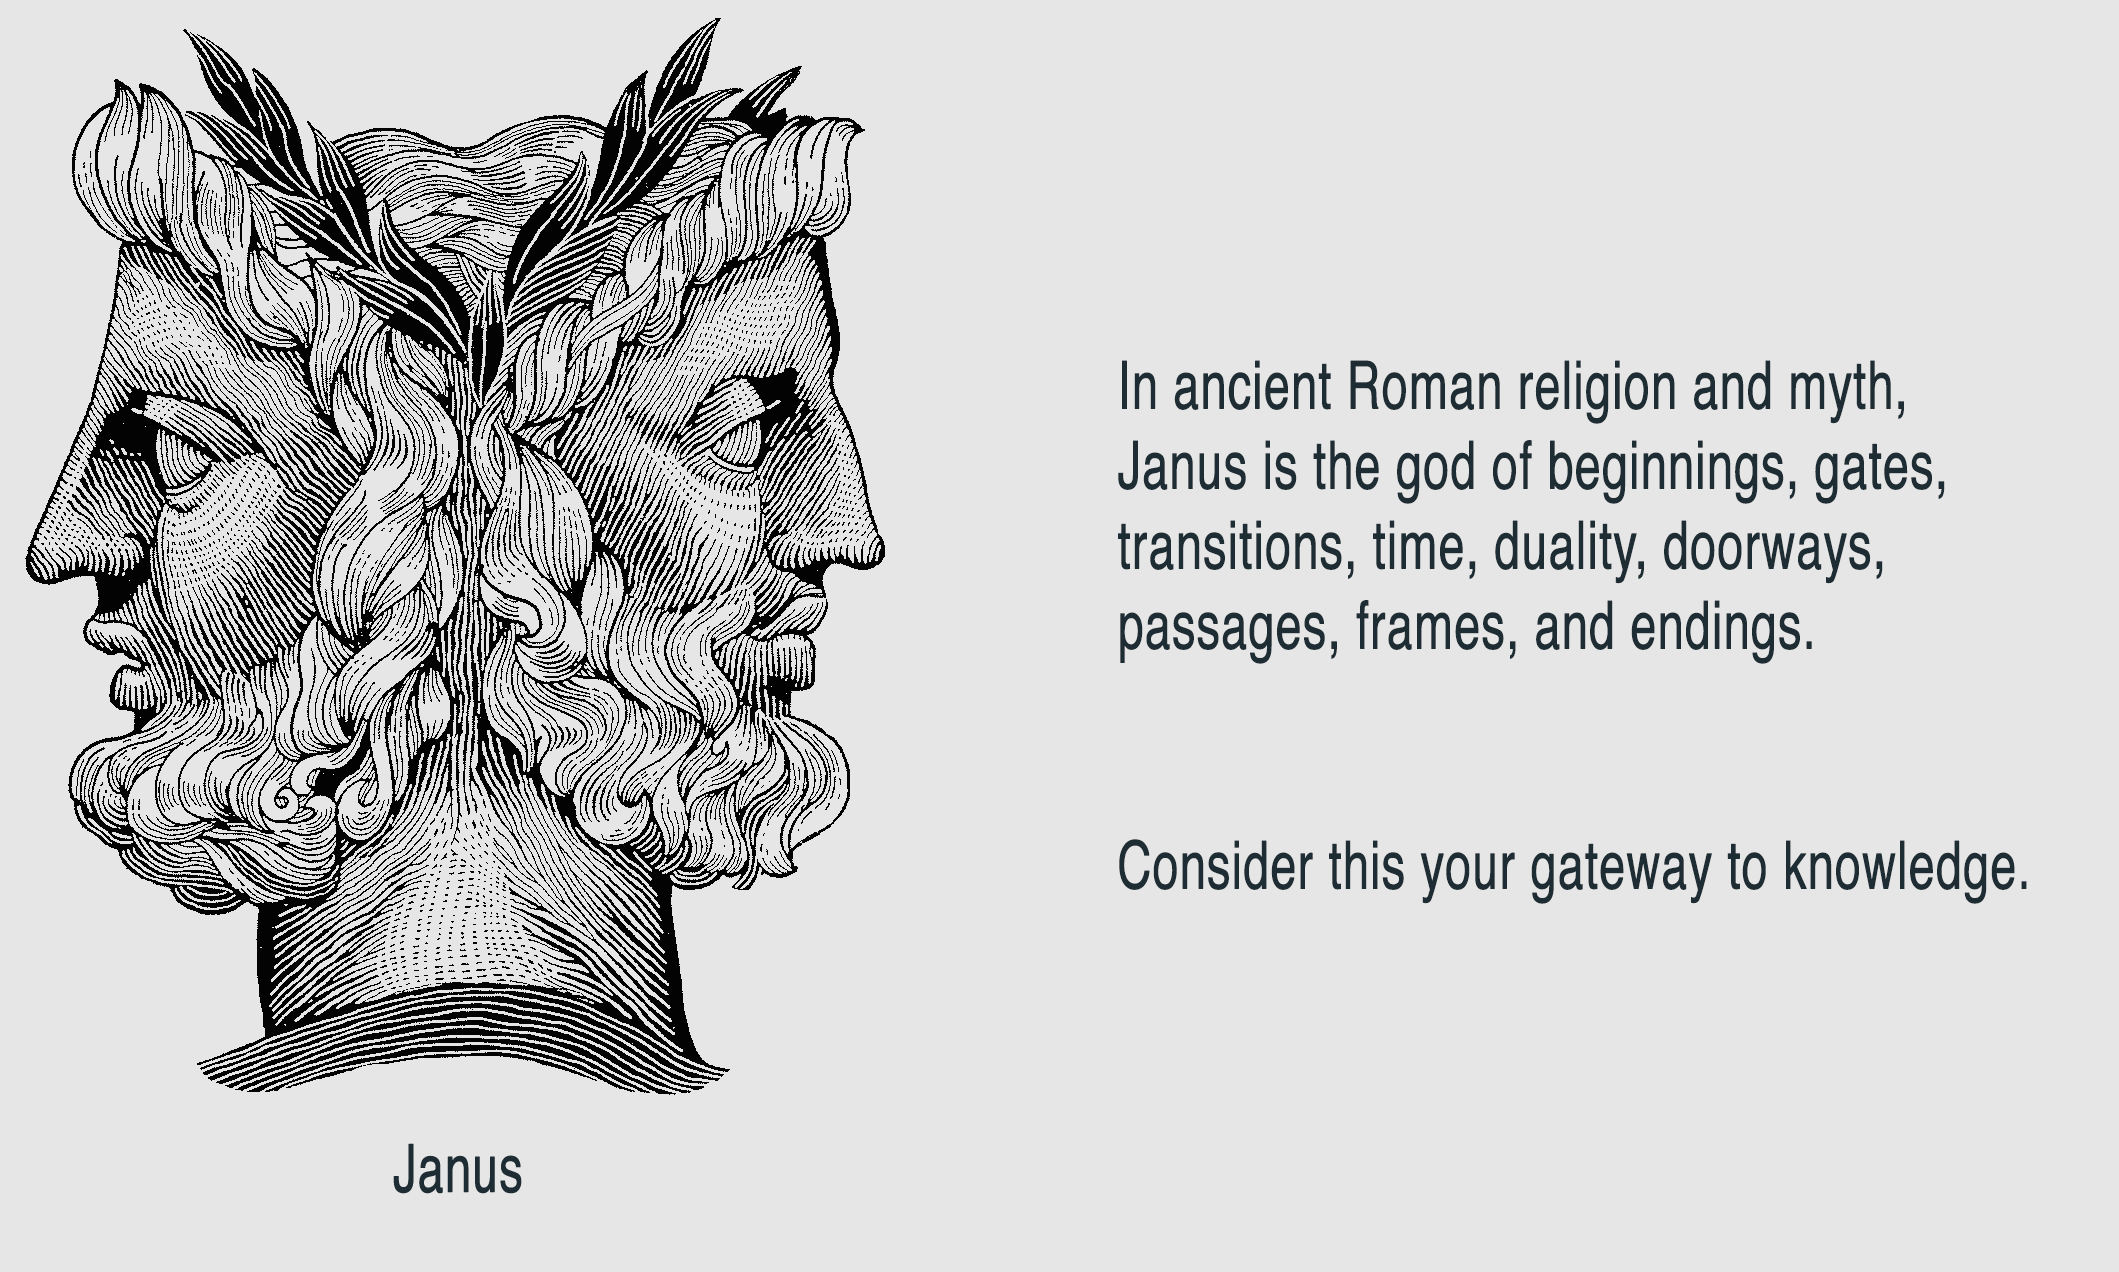 In ancient Roman religion and myth,
Janus is the god of beginnings, gates,
transitions, time, duality, doorways,
passages, frames, and endings.
Consider this your gateway to knowledge.
Janus